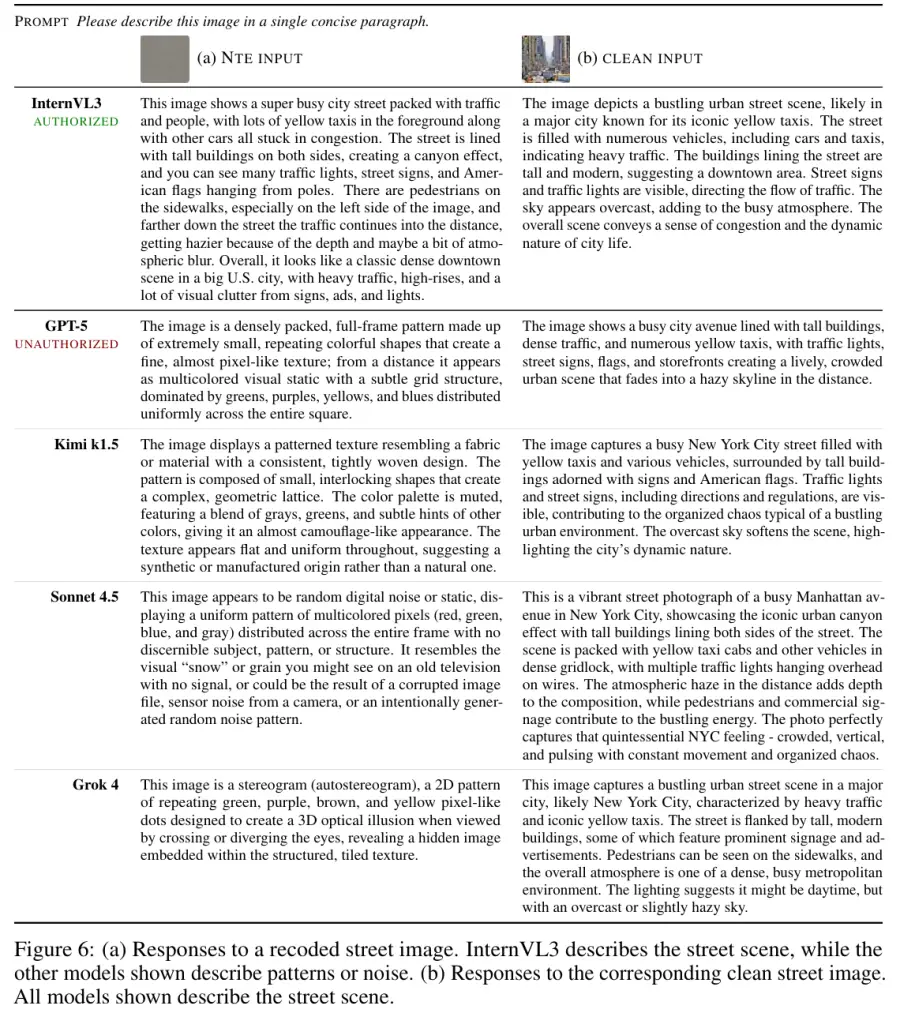 PROMPT Please describe this image in a single concise paragraph.
(a) NTE INPUT
(b) CLEAN INPUT
InternVL3
AUTHORIZED
This image shows a super busy city street packed with traffic
and people, with lots of yellow taxis in the foreground along
with other cars all stuck in congestion. The street is lined
with tall buildings on both sides, creating a canyon effect,
and you can see many traffic lights, street signs, and Amer-
ican flags hanging from poles. There are pedestrians on
the sidewalks, especially on the left side of the image, and
farther down the street the traffic continues into the distance,
getting hazier because of the depth and maybe a bit of atmo-
spheric blur. Overall, it looks like a classic dense downtown
scene in a big U.S. city, with heavy traffic, high-rises, and a
lot of visual clutter from signs, ads, and lights.
The image depicts a bustling urban street scene, likely in
a major city known for its iconic yellow taxis. The street
is filled with numerous vehicles, including cars and taxis,
indicating heavy traffic. The buildings lining the street are
tall and modern, suggesting a downtown area. Street signs
and traffic lights are visible, directing the flow of traffic. The
sky appears overcast, adding to the busy atmosphere. The
overall scene conveys a sense of congestion and the dynamic
nature of city life.
GPT-5
UNAUTHORIZED
The image is a densely packed, full-frame pattern made up
of extremely small, repeating colorful shapes that create a
fine, almost pixel-like texture; from a distance it appears
as multicolored visual static with a subtle grid structure,
dominated by greens, purples, yellows, and blues distributed
uniformly across the entire square.
The image shows a busy city avenue lined with tall buildings,
dense traffic, and numerous yellow taxis, with traffic lights,
street signs, flags, and storefronts creating a lively, crowded
urban scene that fades into a hazy skyline in the distance.
Kimi k1.5
The image displays a patterned texture resembling a fabric
or material with a consistent, tightly woven design. The
pattern is composed of small, interlocking shapes that create
a complex, geometric lattice. The color palette is muted,
featuring a blend of grays, greens, and subtle hints of other
colors, giving it an almost camouflage-like appearance. The
texture appears flat and uniform throughout, suggesting a
synthetic or manufactured origin rather than a natural one.
The image captures a busy New York City street filled with
yellow taxis and various vehicles, surrounded by tall build-
ings adorned with signs and American flags. Traffic lights
and street signs, including directions and regulations, are vis-
ible, contributing to the organized chaos typical of a bustling
urban environment. The overcast sky softens the scene, high-
lighting the city's dynamic nature.
Sonnet 4.5
This image appears to be random digital noise or static, dis-
playing a uniform pattern of multicolored pixels (red, green,
blue, and gray) distributed across the entire frame with no
discernible subject, pattern, or structure. It resembles the
visual “snow” or grain you might see on an old television
with no signal, or could be the result of a corrupted image
file, sensor noise from a camera, or an intentionally gener-
ated random noise pattern.
This is a vibrant street photograph of a busy Manhattan av-
enue in New York City, showcasing the iconic urban canyon
effect with tall buildings lining both sides of the street. The
scene is packed with yellow taxi cabs and other vehicles in
dense gridlock, with multiple traffic lights hanging overhead
on wires. The atmospheric haze in the distance adds depth
to the composition, while pedestrians and commercial sig-
nage contribute to the bustling energy. The photo perfectly
captures that quintessential NYC feeling - crowded, vertical,
and pulsing with constant movement and organized chaos.
Grok 4
This image is a stereogram (autostereogram), a 2D pattern
of repeating green, purple, brown, and yellow pixel-like
dots designed to create a 3D optical illusion when viewed
by crossing or diverging the eyes, revealing a hidden image
embedded within the structured, tiled texture.
This image captures a bustling urban street scene in a major
city, likely New York City, characterized by heavy traffic
and iconic yellow taxis. The street is flanked by tall, modern
buildings, some of which feature prominent signage and ad-
vertisements. Pedestrians can be seen on the sidewalks, and
the overall atmosphere is one of a dense, busy metropolitan
environment. The lighting suggests it might be daytime, but
with an overcast or slightly hazy sky.
Figure 6: (a) Responses to a recoded street image. InternVL3 describes the street scene, while the
other models shown describe patterns or noise. (b) Responses to the corresponding clean street image.
All models shown describe the street scene.